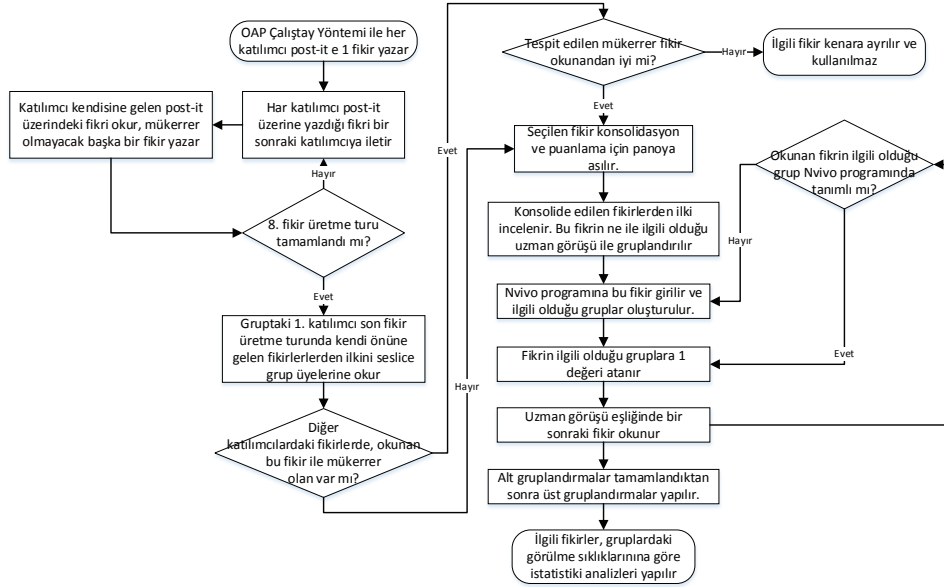 OAP Çalıştay Yöntemi ile her
katılımcı post-it e 1 fikir yazar
Har katılımcı post-it
üzerine yazdığı fikri bir
sonraki katılımcıya iletir
Katılımcı kendisine gelen post-it
üzerindeki fikri okur, mükerrer
olmayacak başka bir fikir yazar
Hayır
8. fikir üretme turu
tamamlandı mı?
Evet
Gruptaki 1. katılımcı son fikir
üretme turunda kendi önüne
gelen fikirlerlerden ilkini seslice
grup üyelerine okur
Diğer
katılımcılardaki fikirlerde, okunan
bu fikir ile mükerrer
olan var mı?
Evet
Hayır
Tespit edilen mükerrer fikir
okunandan iyi mi?
Hayır
İlgili fikir kenara ayrılır ve
kullanılmaz
Evet
Seçilen fikir konsolidasyon
ve puanlama için panoya
asılır.
Konsolide edilen fikirlerden ilki
incelenir. Bu fikrin ne ile ilgili olduğu
uzman görüşü ile gruplandırılır
Nvivo programına bu fikir girilir ve
ilgili olduğu gruplar oluşturulur.
Fikrin ilgili olduğu gruplara 1
değeri atanır
Uzman görüşü eşliğinde bir
sonraki fikir okunur
Okunan fikrin ilgili olduğu
grup Nvivo programında
tanımlı mı?
Hayır
Evet
Alt gruplandırmalar tamamlandıktan
sonra üst gruplandırmalar yapılır.
İlgili fikirler, gruplardaki
görülme sıklıklarınına göre
istatistiki analizleri yapılır